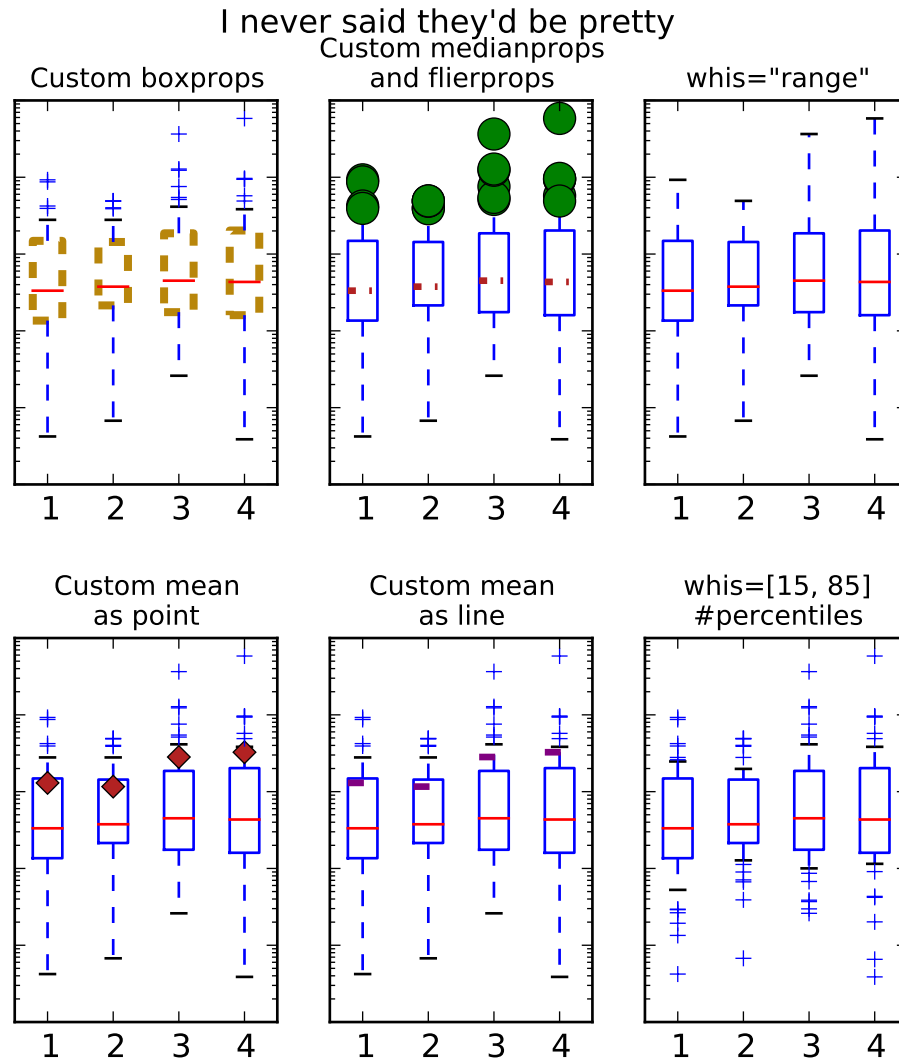 I never said they'd be pretty
Custom boxprops
Custom medianprops
and flierprops
whis="range"
1 2 3 4
1 2 3 4
1 2 3 4
Custom mean
as point
Custom mean
as line
whis=[15, 85]
#percentiles
1 2 3 4
1 2 3 4
1 2 3 4